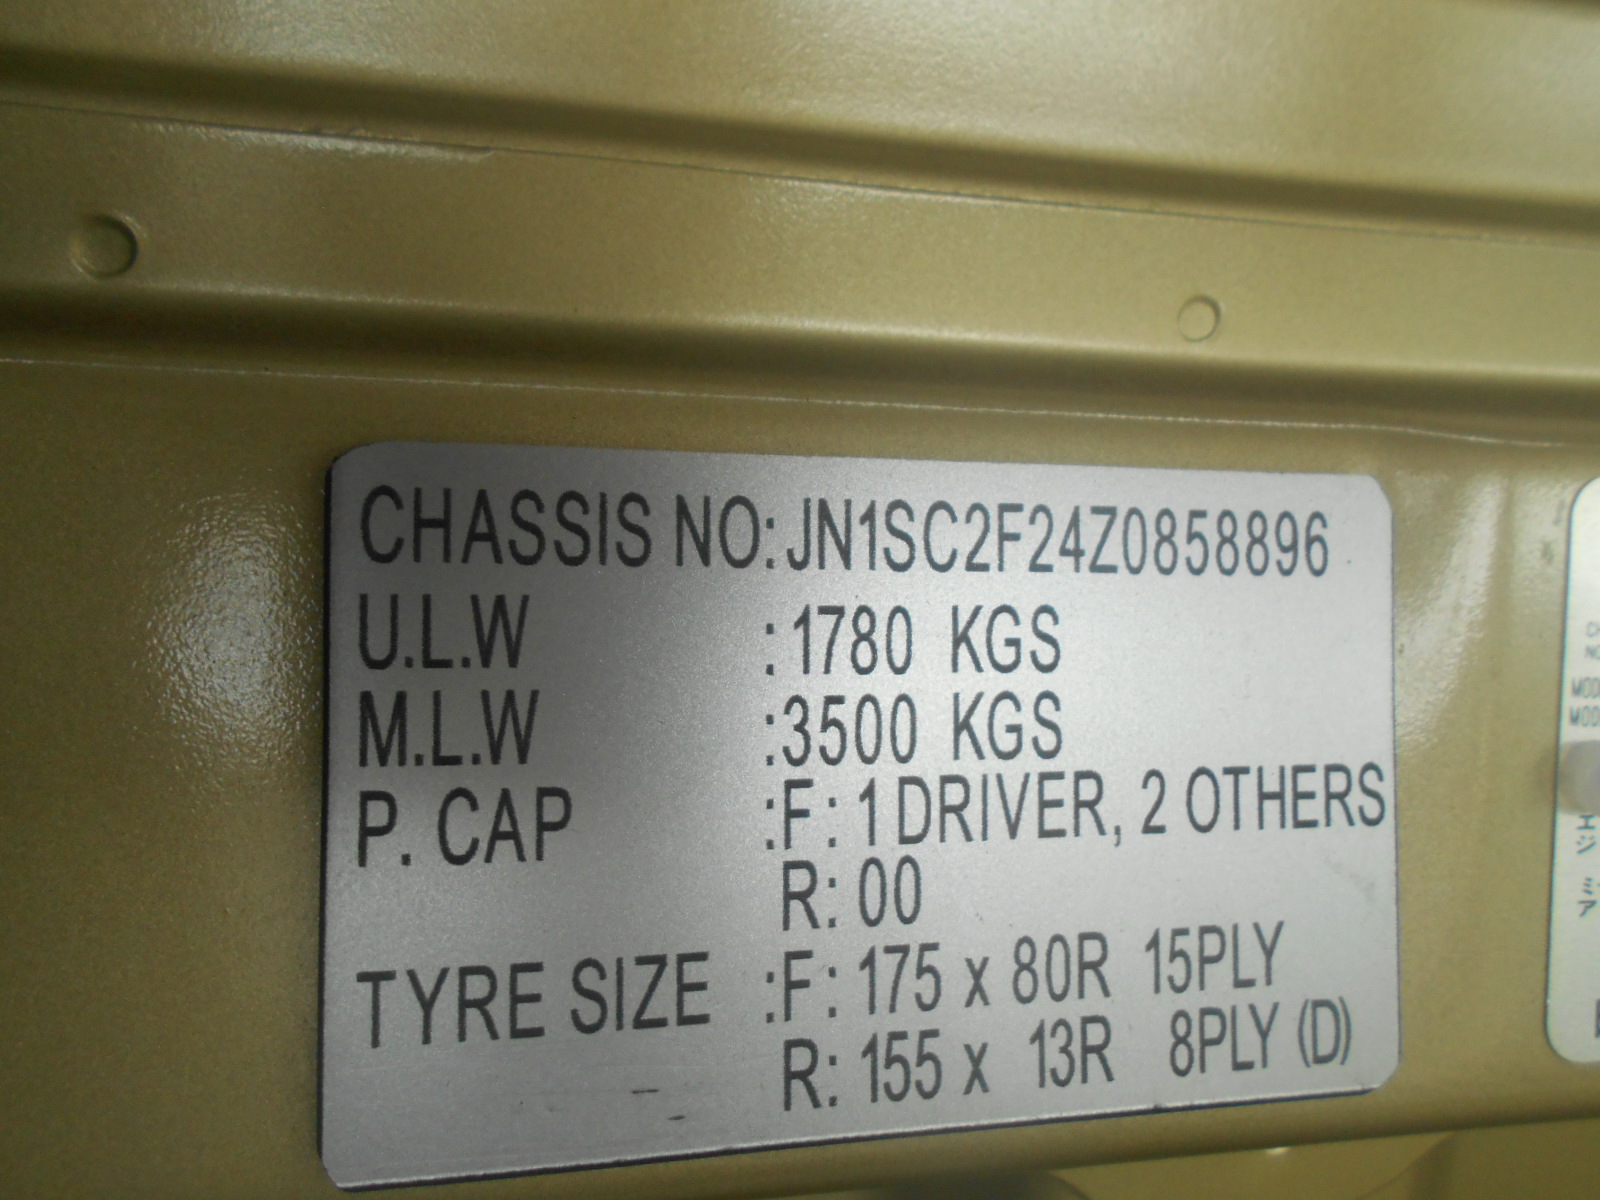 CHASSIS NO: JN1SC2F24Z0858896
U.L.W : 1780 KGS
M.L.W : 3500 KGS
P. CAP : F: 1 DRIVER, 2 OTHERS
R: 00
TYRE SIZE : F: 175 x 80R 15PLY
R: 155 x 13R 8PLY (D)